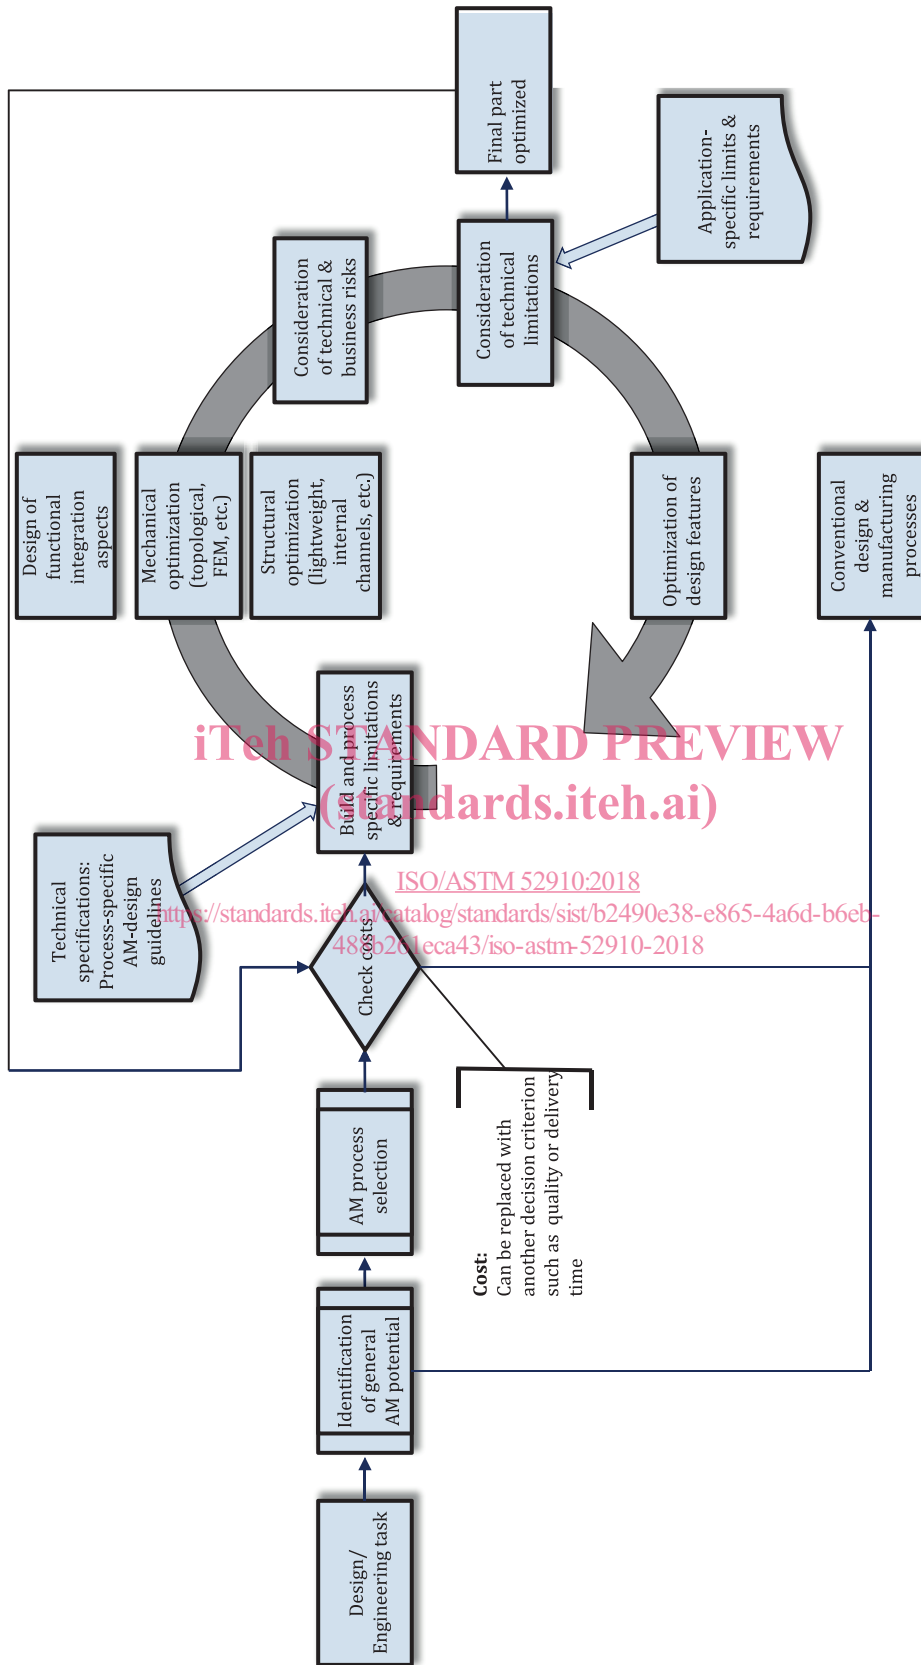 Design/
Engineering task
Identification
of general
AM potential
AM process
selection
Check costs
Cost:
Can be replaced with
another decision criterion
such as quality or delivery
time
Technical
specifications:
Process-specific
AM-design
guidelines
Build and process
specific limitations
& requirements
Design of
functional
integration
aspects
Mechanical
optimization
(topological,
FEM, etc.)
Structural
optimization
(lightweight,
internal
channels, etc.)
Consideration
of technical &
business risks
Consideration
of technical
limitations
Final part
optimized
Application-
specific limits &
requirements
Optimization of
design features
Conventional
design &
manufacturing
processes
iTeh STANDARD PREVIEW
(standards.iteh.ai)
ISO/ASTM 52910:2018
https://standards.iteh.ai/catalog/standards/sist/b2490e38-e865-4a6d-b6eb-
488b261eca43/iso-astm-52910-2018